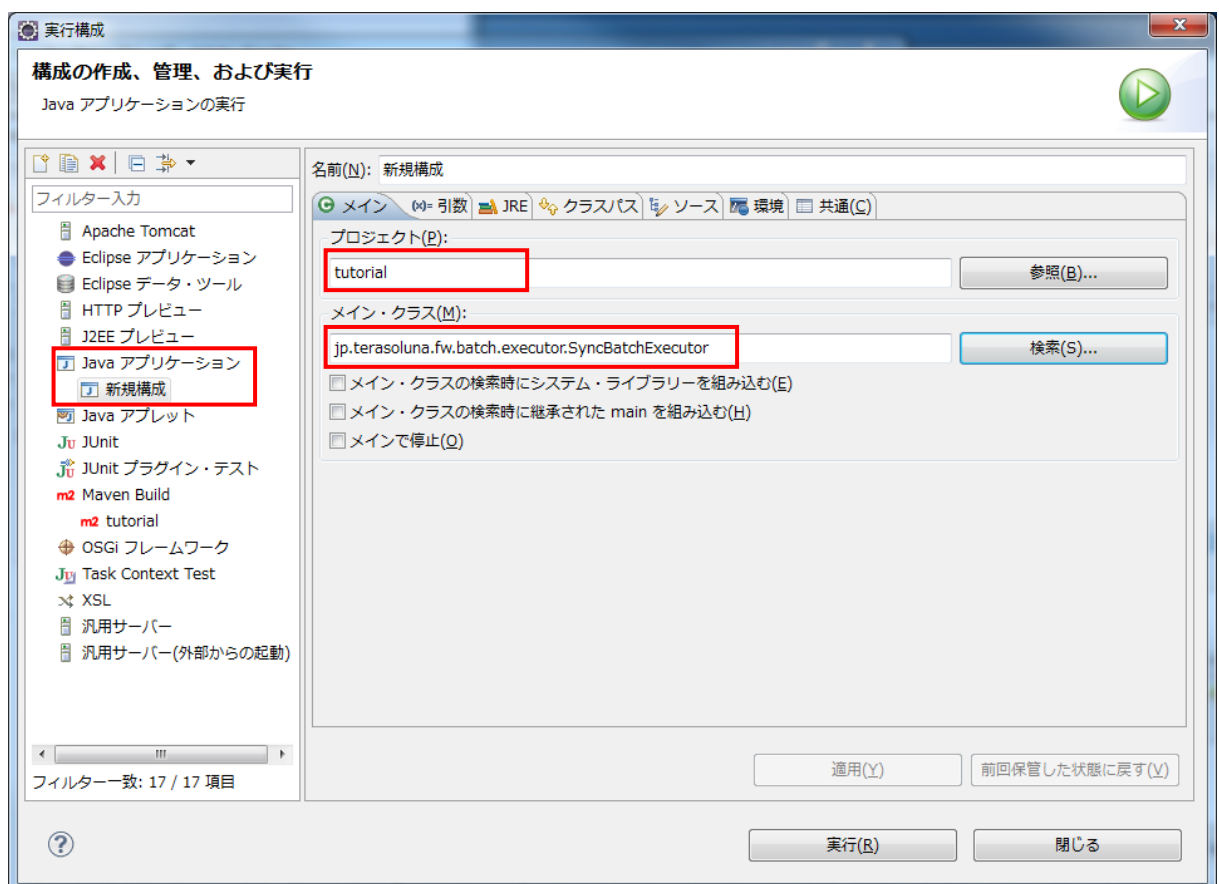 実行構成
構成の作成、管理、および実行
Java アプリケーションの実行
フィルター入力
Apache Tomcat
Eclipse アプリケーション
Eclipse データ・ツール
HTTP プレビュー
J2EE プレビュー
Java アプリケーション
新規構成
Java アプレット
JUnit
JUnit プラグイン・テスト
m2 Maven Build
m2 tutorial
OSGi フレームワーク
Task Context Test
XSL
汎用サーバー
汎用サーバー(外部からの起動)
フィルター一致: 17 / 17 項目
名前(N): 新規構成
メイン (x)= 引数 JRE クラスパス ソース 環境 共通(C)
プロジェクト(P):
tutorial 参照(B)...
メイン・クラス(M):
jp.terasoluna.fw.batch.executor.SyncBatchExecutor 検索(S)...
メイン・クラスの検索時にシステム・ライブラリーを組み込む(E)
メイン・クラスの検索時に継承された main を組み込む(H)
メインで停止(O)
適用(Y) 前回保管した状態に戻す(V)
実行(R) 閉じる